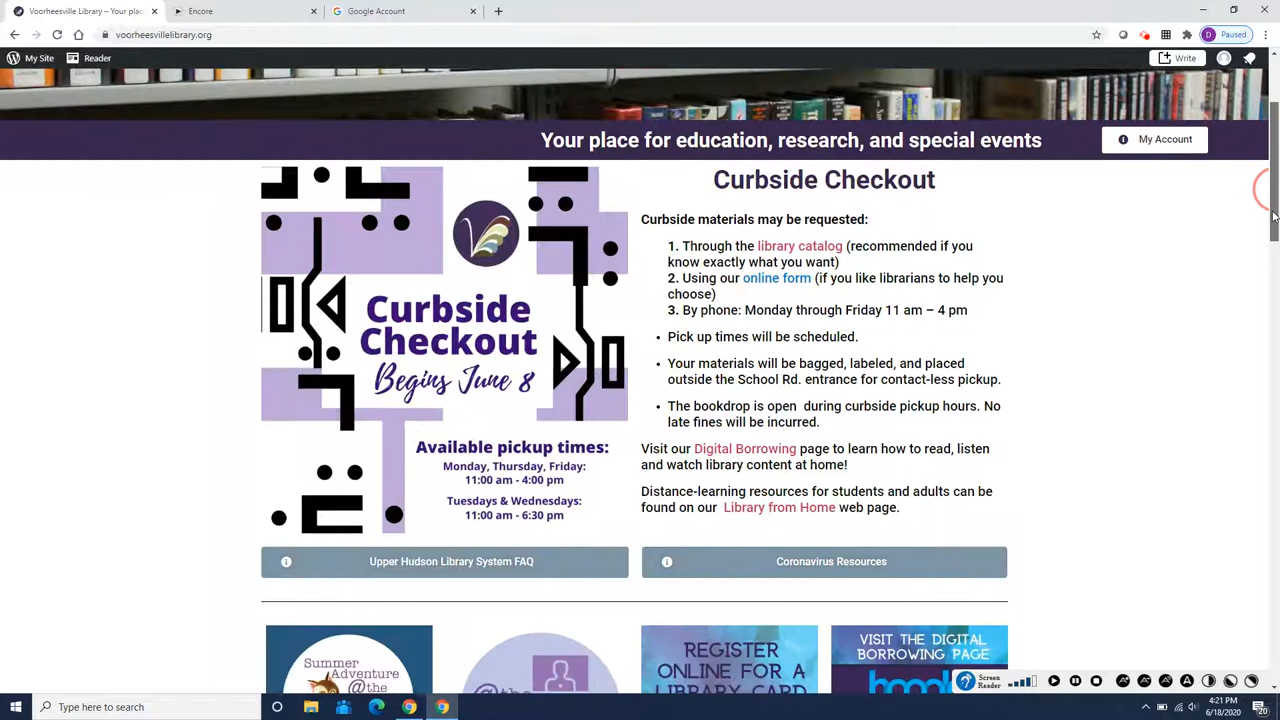 Voorheesville Library – Your place
Encore
Google Account
voorheesvillelibrary.org
D Paused
My Site
Reader
Write
Your place for education, research, and special events
My Account
Curbside
Checkout
Begins June 8
Available pickup times:
Monday, Thursday, Friday:
11:00 am - 4:00 pm
Tuesdays & Wednesdays:
11:00 am - 6:30 pm
Curbside Checkout
Curbside materials may be requested:
1. Through the library catalog (recommended if you
know exactly what you want)
2. Using our online form (if you like librarians to help you
choose)
3. By phone: Monday through Friday 11 am – 4 pm
• Pick up times will be scheduled.
• Your materials will be bagged, labeled, and placed
outside the School Rd. entrance for contact-less pickup.
• The bookdrop is open during curbside pickup hours. No
late fines will be incurred.
Visit our Digital Borrowing page to learn how to read, listen
and watch library content at home!
Distance-learning resources for students and adults can be
found on our Library from Home web page.
Upper Hudson Library System FAQ
Coronavirus Resources
Summer
Adventure
@the
@the
REGISTER
ONLINE FOR A
LIBRARY CARD
VISIT THE DIGITAL
BORROWING PAGE
hoopla
Screen
Reader
Type here to search
4:21 PM
6/18/2020
20